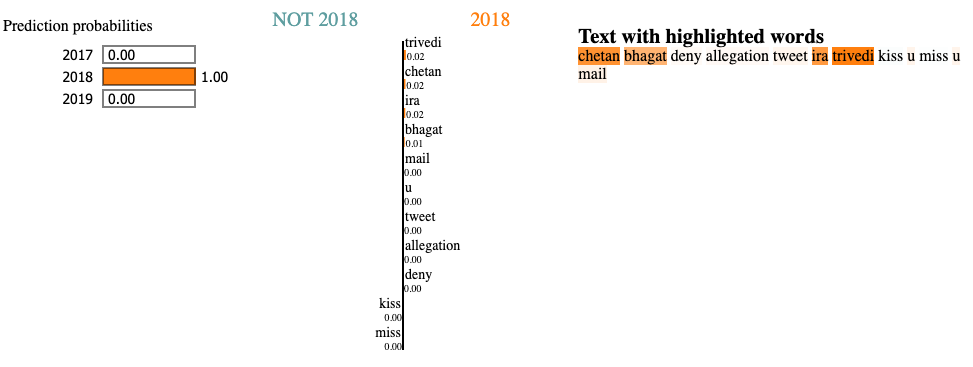 Prediction probabilities
2017 0.00
2018 1.00
2019 0.00
NOT 2018 2018
trivedi
0.02
chetan
0.02
ira
0.02
bhagat
0.01
mail
0.00
u
0.00
tweet
0.00
allegation
0.00
deny
0.00
kiss
0.00
miss
0.00
Text with highlighted words
chetan bhagat deny allegation tweet ira trivedi kiss u miss u
mail